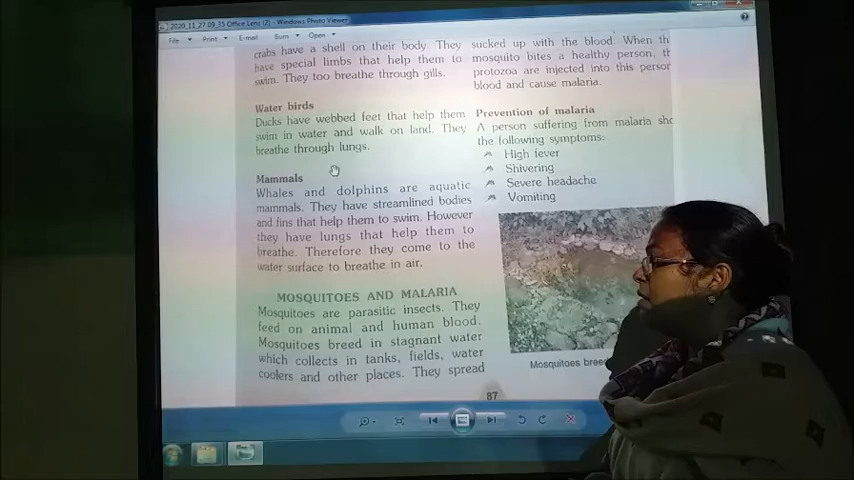 2020_11_27 09_15 Office Lens (2) - Windows Photo Viewer
File Print E-mail Burn Open
crabs have a shell on their body. They
have special limbs that help them to
swim. They too breathe through gills.
Water birds
Ducks have webbed feet that help them
swim in water and walk on land. They
breathe through lungs.
Mammals
Whales and dolphins are aquatic
mammals. They have streamlined bodies
and fins that help them to swim. However
they have lungs that help them to
breathe. Therefore they come to the
water surface to breathe in air.
MOSQUITOES AND MALARIA
Mosquitoes are parasitic insects. They
feed on animal and human blood.
Mosquitoes breed in stagnant water
which collects in tanks, fields, water
coolers and other places. They spread
sucked up with the blood. When th
mosquito bites a healthy person, t
protozoa are injected into this person
blood and cause malaria.
Prevention of malaria
A person suffering from malaria sho
the following symptoms:
High fever
Shivering
Severe headache
Vomiting
Mosquitoes bree
87